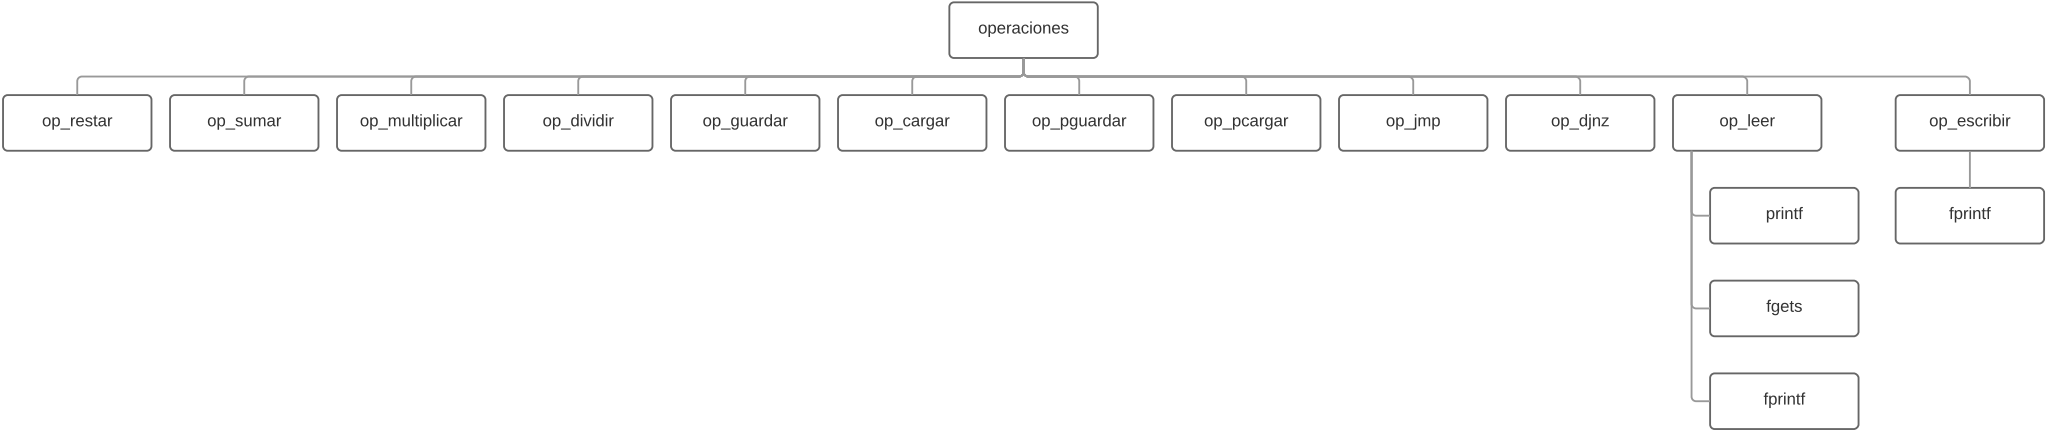 operaciones
op_restar
op_sumar
op_multiplicar
op_dividir
op_guardar
op_cargar
op_pguardar
op_pcargar
op_jmp
op_djnz
op_leer
op_escribir
printf
fprintf
fgets
fprintf